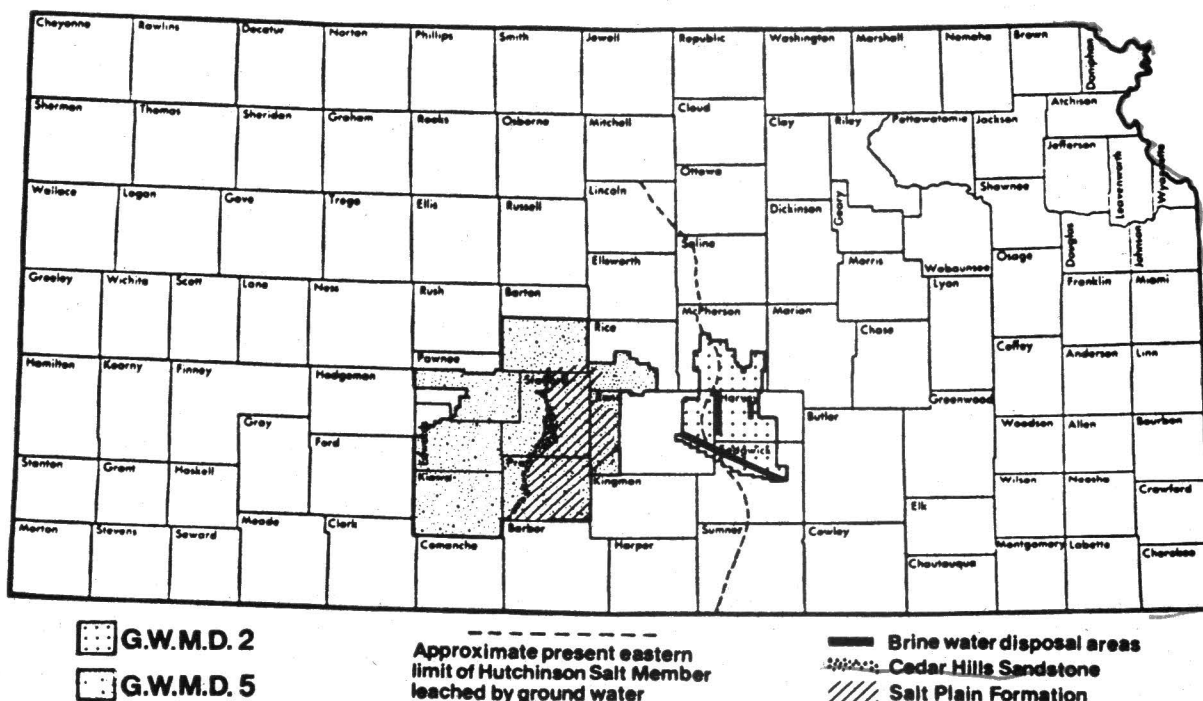 Cheyenne
Rawlins
Decatur
Norton
Phillips
Smith
Jewell
Republic
Washington
Marshall
Nemaha
Brown
Doniphan
Sherman
Thomas
Sheridan
Graham
Rooks
Osborne
Mitchell
Cloud
Clay
Riley
Pottawatamie
Jackson
Atchison
Jefferson
Leavenworth
Wyandotte
Wallace
Logan
Gove
Trego
Ellis
Russell
Lincoln
Ottawa
Dickinson
Geary
Shawnee
Douglas
Johnson
Saline
Ellsworth
Morris
Wabaunsee
Osage
Lyon
Franklin
Miami
Greeley
Wichita
Scott
Lane
Ness
Rush
Barton
Rice
McPherson
Marion
Chase
Coffey
Anderson
Linn
Hamilton
Kearny
Finney
Hodgeman
Pawnee
Stafford
Reno
Harvey
Butler
Greenwood
Woodson
Allen
Bourbon
Gray
Ford
Edwards
Stanton
Grant
Haskell
Kiowa
Pratt
Kingman
Sedgwick
Elk
Wilson
Neosho
Crawford
Morton
Stevens
Seward
Meade
Clark
Comanche
Barber
Harper
Sumner
Cowley
Chautauqua
Montgomery
Labette
Cherokee
G.W.M.D. 2
G.W.M.D. 5
Approximate present eastern
limit of Hutchinson Salt Member
leached by ground water
Brine water disposal areas
Cedar Hills Sandstone
Salt Plain Formation